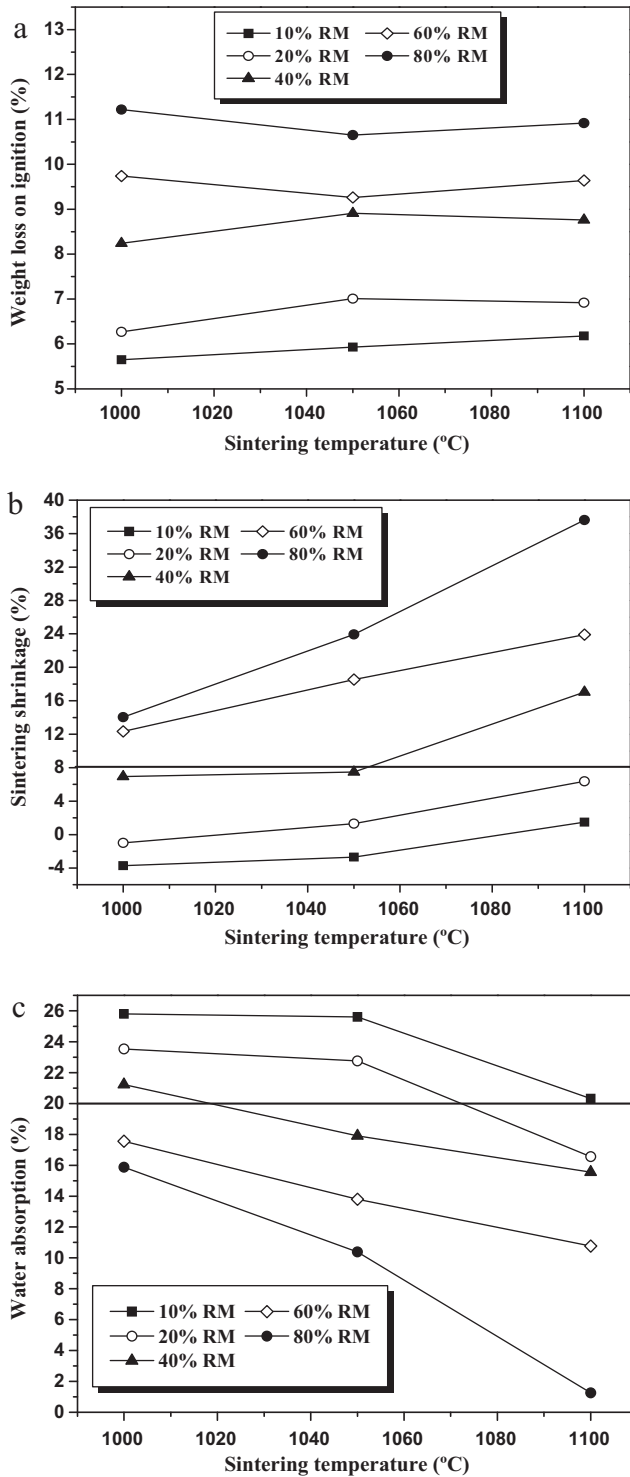 a
13
12
11
10
9
8
7
6
5
Weight loss on ignition (%)
10% RM 60% RM
20% RM 80% RM
40% RM
1000 1020 1040 1060 1080 1100
Sintering temperature (ºC)
b
40
36
32
28
24
20
16
12
8
4
0
-4
Sintering shrinkage (%)
10% RM 60% RM
20% RM 80% RM
40% RM
1000 1020 1040 1060 1080 1100
Sintering temperature (ºC)
c
26
24
22
20
18
16
14
12
10
8
6
4
2
0
Water absorption (%)
10% RM 60% RM
20% RM 80% RM
40% RM
1000 1020 1040 1060 1080 1100
Sintering temperature (ºC)